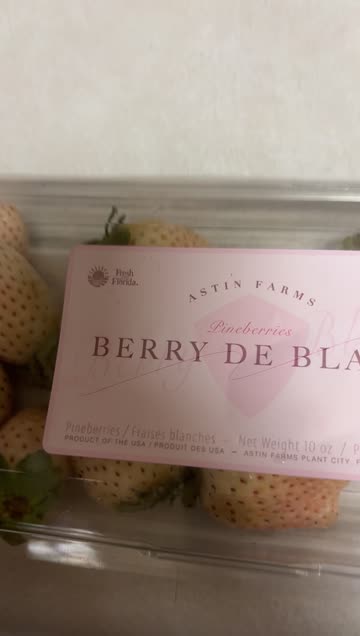 Fresh
from
Florida®
ASTIN FARMS
Pineberries
BERRY DE BLA
Pineberries / Fraises blanches – Net Weight 10 oz / P
PRODUCT OF THE USA / PRODUIT DES USA – ASTIN FARMS PLANT CITY